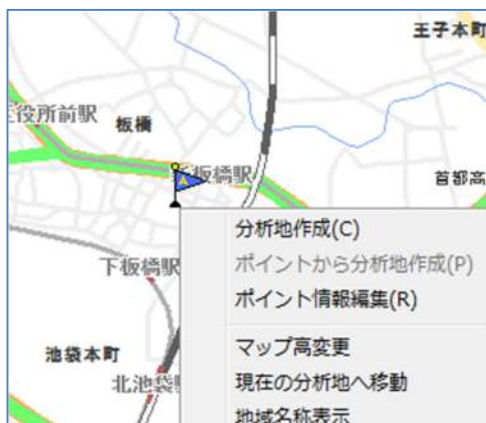 王子本町
役所前駅
板橋
新板橋駅
首都高
分析地作成(C)
ポイントから分析地作成(P)
下板橋駅
ポイント情報編集(R)
マップ高変更
池袋本町
現在の分析地へ移動
北池袋
地域名称表示